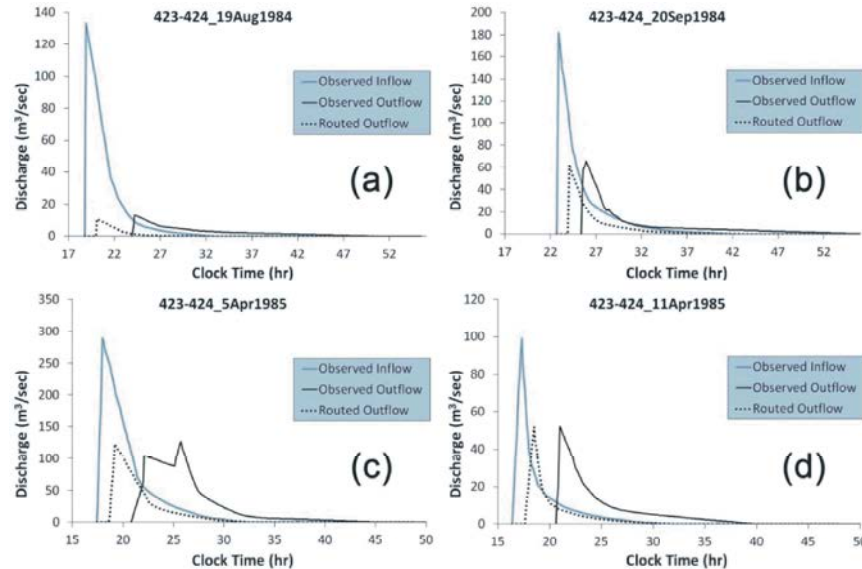 423-424_19Aug1984
Discharge (m³/sec)
140
120
100
80
60
40
20
0
17 22 27 32 37 42 47 52
Clock Time (hr)
Observed Inflow
Observed Outflow
Routed Outflow
(a)
423-424_20Sep1984
Discharge (m³/sec)
200
180
160
140
120
100
80
60
40
20
0
17 22 27 32 37 42 47 52
Clock Time (hr)
Observed Inflow
Observed Outflow
Routed Outflow
(b)
423-424_5Apr1985
Discharge (m³/sec)
350
300
250
200
150
100
50
0
15 20 25 30 35 40 45 50
Clock Time (hr)
Observed Inflow
Observed Outflow
Routed Outflow
(c)
423-424_11Apr1985
Discharge (m³/sec)
120
100
80
60
40
20
0
15 20 25 30 35 40 45 50
Clock Time (hr)
Observed Inflow
Observed Outflow
Routed Outflow
(d)